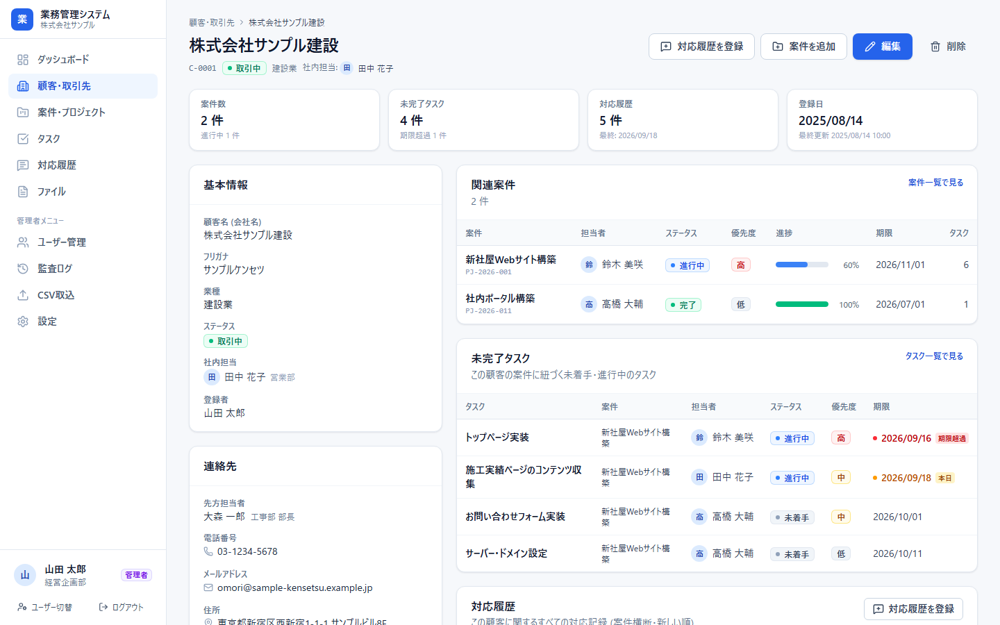 業 業務管理システム
株式会社サンプル
ダッシュボード
顧客・取引先
案件・プロジェクト
タスク
対応履歴
ファイル
管理者メニュー
ユーザー管理
監査ログ
CSV取込
設定
山 山田 太郎 管理者
経営企画部
ユーザー切替 ログアウト
顧客・取引先 株式会社サンプル建設
株式会社サンプル建設
対応履歴を登録 案件を追加 編集 削除
C-0001 取引中 建設業 社内担当: 田 田中 花子
案件数
2 件
進行中 1 件
未完了タスク
4 件
期限超過 1 件
対応履歴
5 件
最終: 2026/09/18
登録日
2025/08/14
最終更新 2025/08/14 10:00
基本情報
顧客名 (会社名)
株式会社サンプル建設
フリガナ
サンプルケンセツ
業種
建設業
ステータス
取引中
社内担当
田 田中 花子 営業部
登録者
山田 太郎
連絡先
先方担当者
大森 一郎 工事部 部長
電話番号
03-1234-5678
メールアドレス
omori@sample-kensetsu.example.jp
住所
東京都新宿区西新宿1-1-1 サンプルビル8F
関連案件 案件一覧で見る
2 件
案件 担当者 ステータス 優先度 進捗 期限 タスク
新社屋Webサイト構築 鈴 鈴木 美咲 進行中 高 60% 2026/11/01 6
PJ-2026-001
社内ポータル構築 高 高橋 大輔 完了 低 100% 2026/07/01 1
PJ-2026-011
未完了タスク タスク一覧で見る
この顧客の案件に紐づく未着手・進行中のタスク
タスク 案件 担当者 ステータス 優先度 期限
トップページ実装 新社屋Webサイト構 鈴 鈴木 美咲 進行中 高 2026/09/16 期限超過
築
施工実績ページのコンテンツ収 新社屋Webサイト構 田 田中 花子 進行中 中 2026/09/18 本日
集 築
お問い合わせフォーム実装 新社屋Webサイト構 高 高橋 大輔 未着手 中 2026/10/01
築
サーバー・ドメイン設定 新社屋Webサイト構 高 高橋 大輔 未着手 低 2026/10/11
築
対応履歴 対応履歴を登録
この顧客に関するすべての対応記録 (案件横断・新しい順)